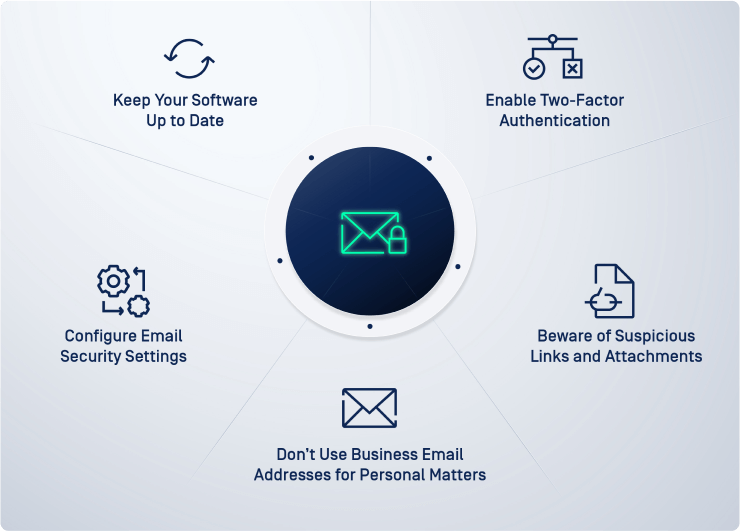 Keep Your Software
Up to Date
Enable Two-Factor
Authentication
Configure Email
Security Settings
Beware of Suspicious
Links and Attachments
Don't Use Business Email
Addresses for Personal Matters